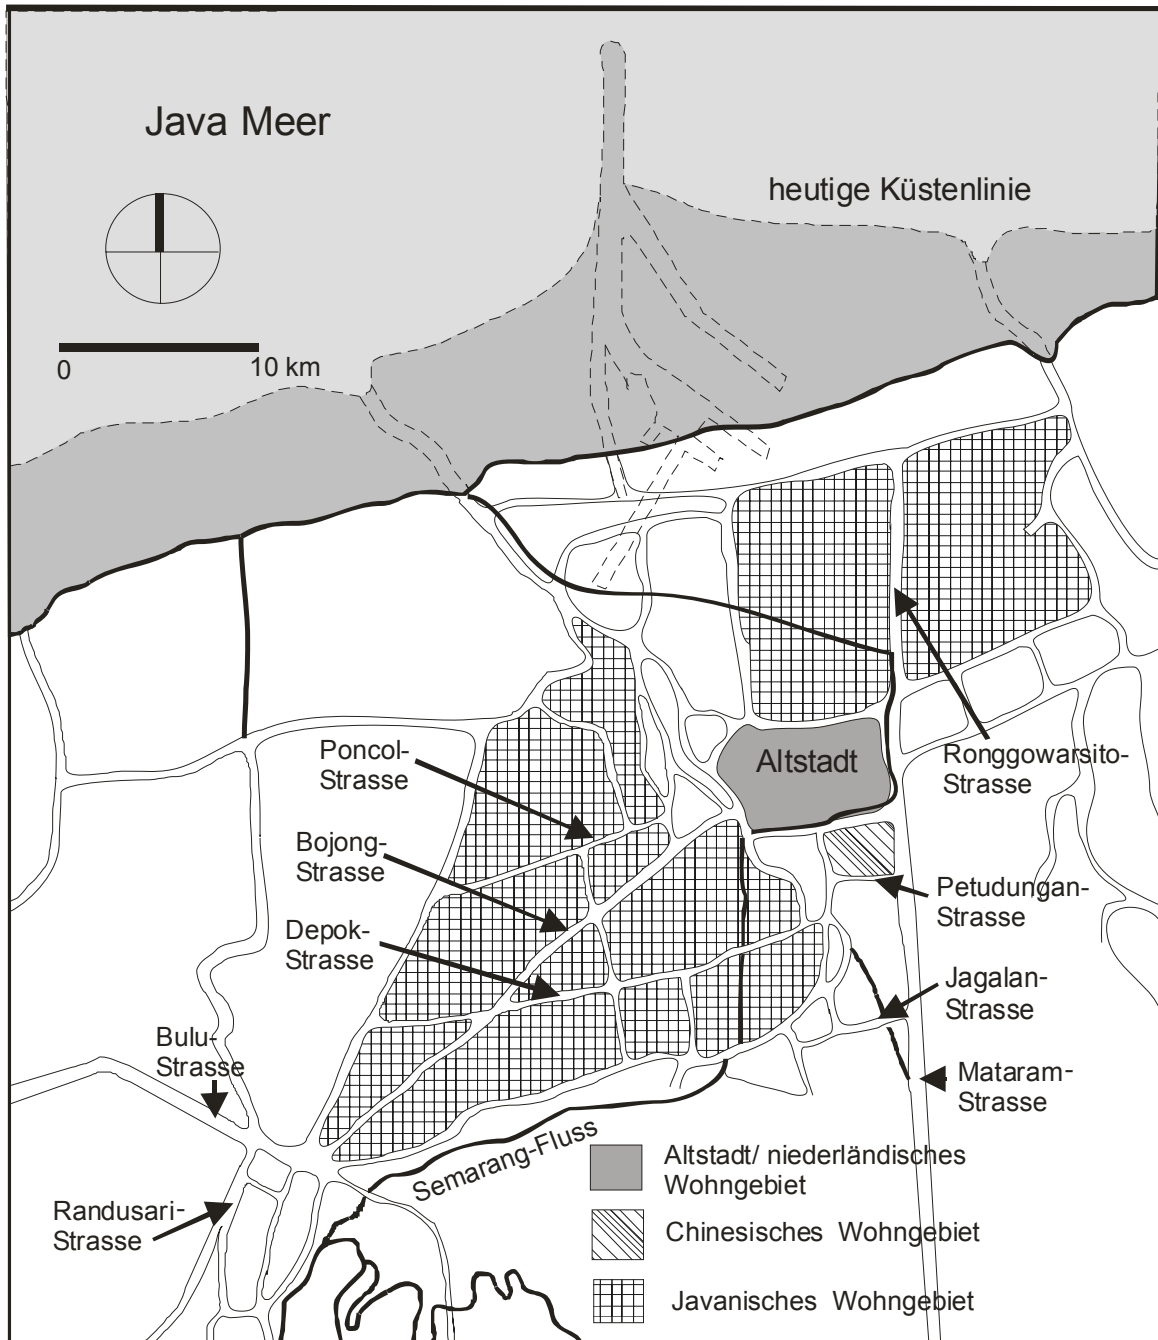 Java Meer
heutige Küstenlinie
0
10 km
Altstadt
Poncol-
Strasse
Ronggowarsito-
Strasse
Bojong-
Strasse
Petudungan-
Strasse
Depok-
Strasse
Jagalan-
Strasse
Bulu-
Strasse
Mataram-
Strasse
Semarang-Fluss
Randusari-
Strasse
Altstadt/ niederländisches
Wohngebiet
Chinesisches Wohngebiet
Javanisches Wohngebiet